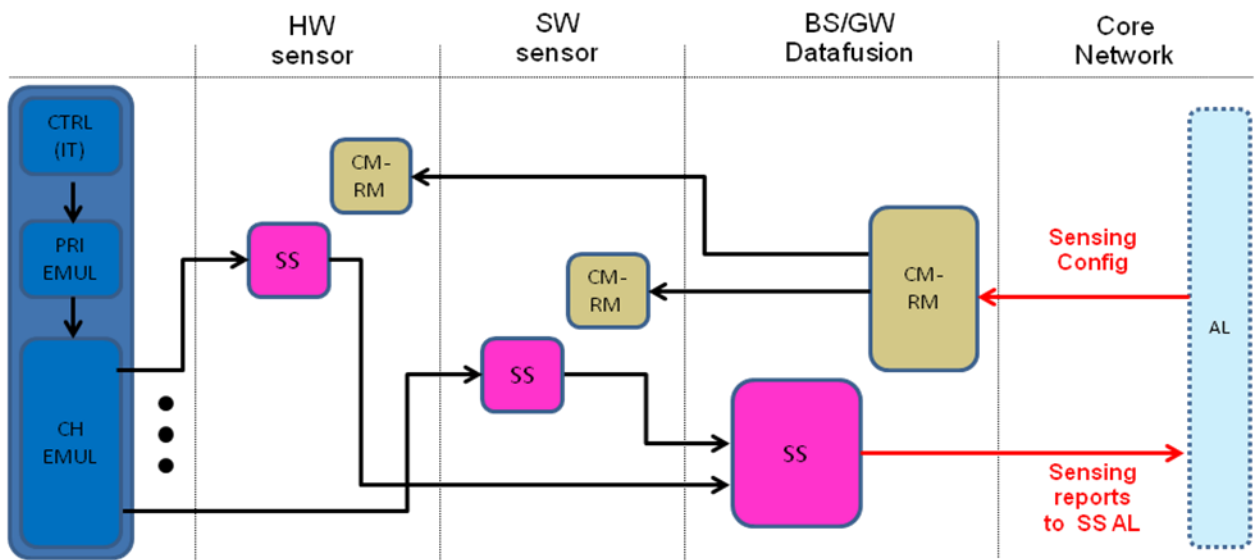 HW
sensor
SW
sensor
BS/GW
Datafusion
Core
Network
CTRL
(IT)
PRI
EMUL
CH
EMUL
CM-
RM
SS
CM-
RM
SS
CM-
RM
SS
Sensing
Config
AL
Sensing
reports
to SS AL